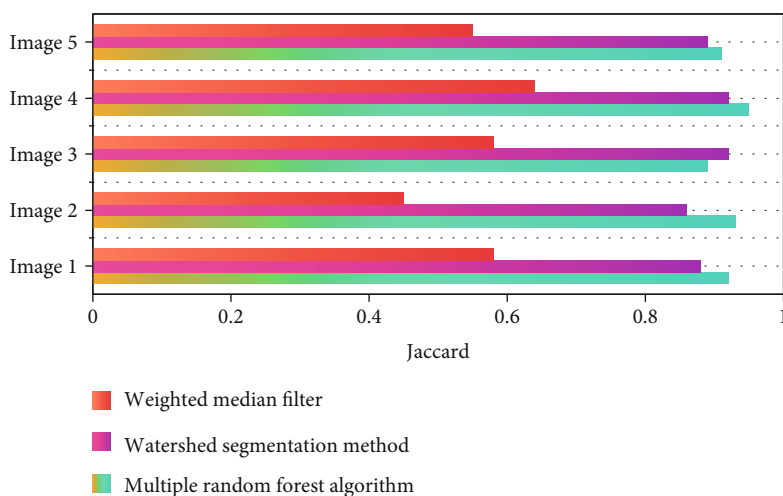 Image 5
Image 4
Image 3
Image 2
Image 1
0 0.2 0.4 0.6 0.8 1
Jaccard
Weighted median filter
Watershed segmentation method
Multiple random forest algorithm